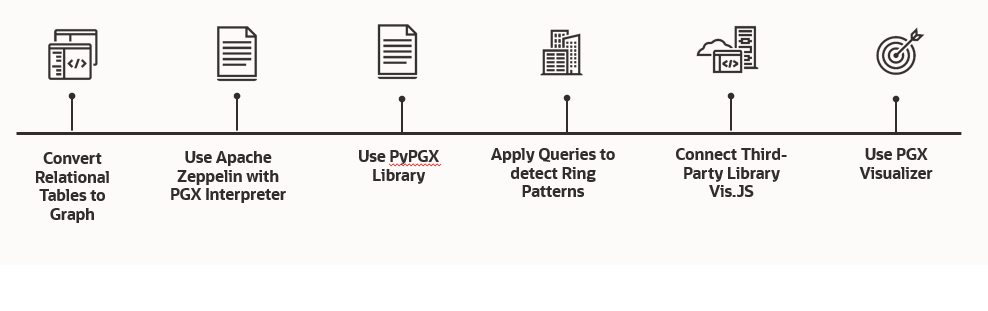 Convert
Relational
Tables to
Graph
Use Apache
Zeppelin with
PGX Interpreter
Use PyPGX
Library
Apply Queries to
detect Ring
Patterns
Connect Third-
Party Library
Vis.JS
Use PGX
Visualizer